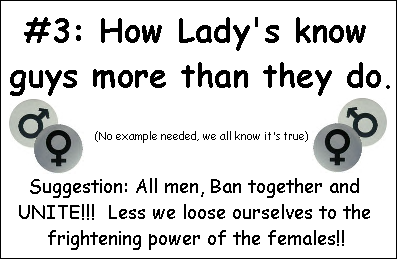 #3: How Lady's know
guys more than they do.
(No example needed, we all know it's true)
Suggestion: All men, Ban together and
UNITE!!! Less we loose ourselves to the
frightening power of the females!!